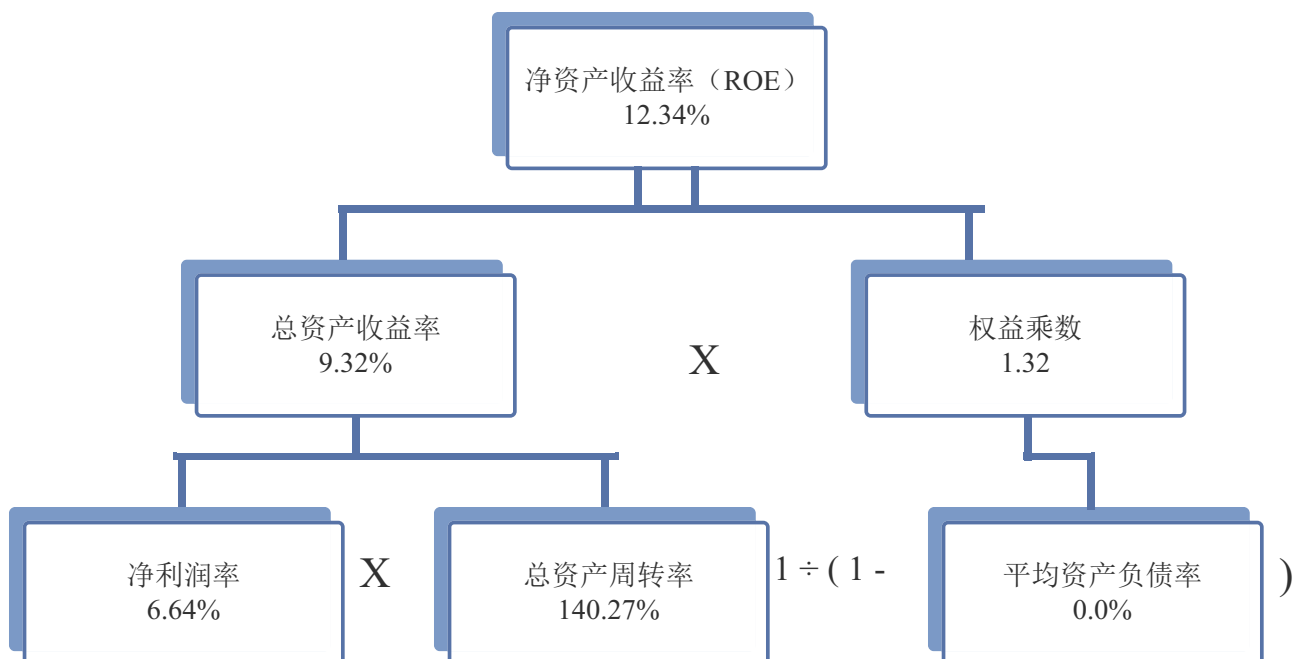 净资产收益率（ROE）
12.34%
总资产收益率
9.32%
X
权益乘数
1.32
净利润率
6.64%
X
总资产周转率
140.27%
1 ÷ ( 1 -
平均资产负债率
0.0%
)